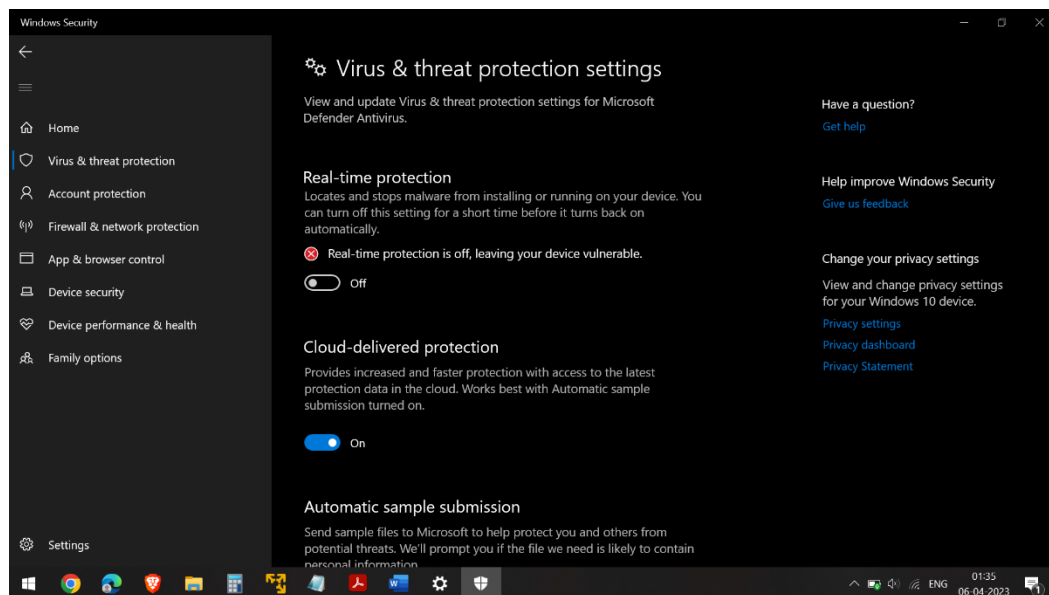 Windows Security
Home
Virus & threat protection
Account protection
Firewall & network protection
App & browser control
Device security
Device performance & health
Family options
Settings
Virus & threat protection settings
View and update Virus & threat protection settings for Microsoft
Defender Antivirus.
Real-time protection
Locates and stops malware from installing or running on your device. You
can turn off this setting for a short time before it turns back on
automatically.
Real-time protection is off, leaving your device vulnerable.
Off
Cloud-delivered protection
Provides increased and faster protection with access to the latest
protection data in the cloud. Works best with Automatic sample
submission turned on.
On
Automatic sample submission
Send sample files to Microsoft to help protect you and others from
potential threats. We'll prompt you if the file we need is likely to contain
personal information.
Have a question?
Get help
Help improve Windows Security
Give us feedback
Change your privacy settings
View and change privacy settings
for your Windows 10 device.
Privacy settings
Privacy dashboard
Privacy Statement
ENG
01:35
06-04-2023
1